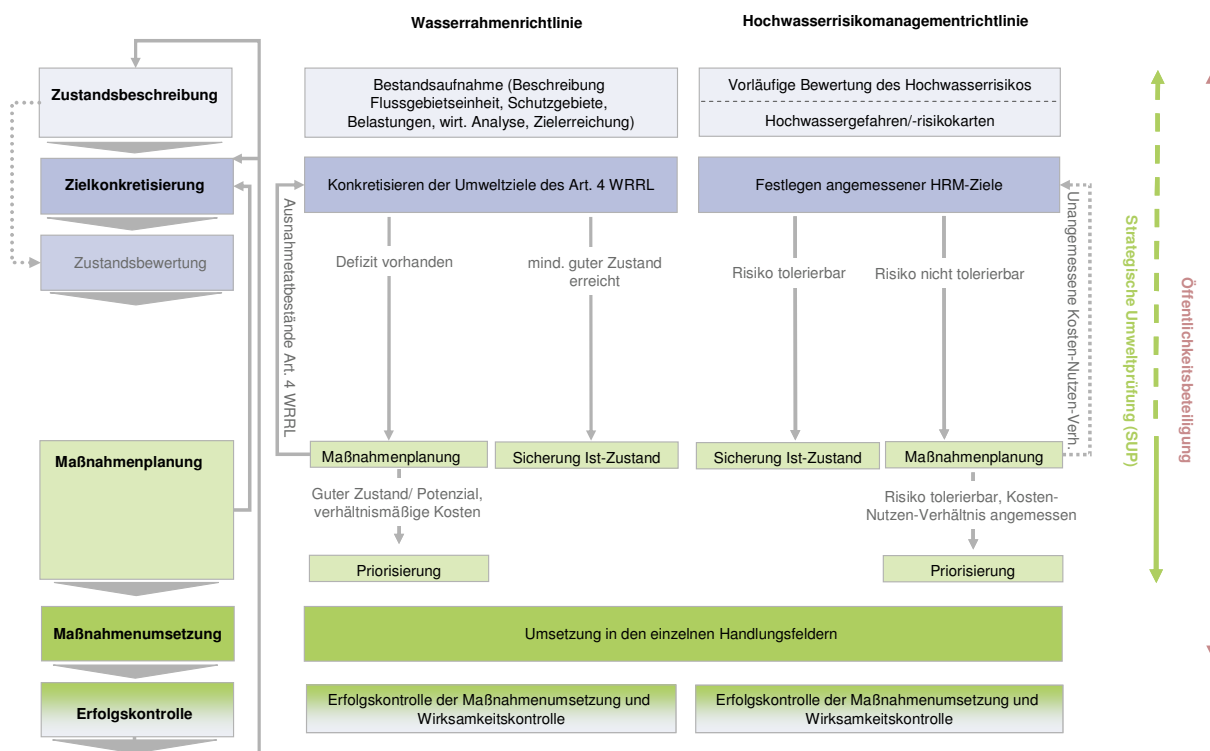 Wasserrahmenrichtlinie
Hochwasserrisikomanagementrichtlinie
Zustandsbeschreibung
Bestandsaufnahme (Beschreibung
Flussgebietseinheit, Schutzgebiete,
Belastungen, wirt. Analyse, Zielerreichung)
Vorläufige Bewertung des Hochwasserrisikos
Hochwassergefahren/-risikokarten
Zielkonkretisierung
Konkretisieren der Umweltziele des Art. 4 WRRL
Festlegen angemessener HRM-Ziele
Zustandsbewertung
Ausnahmetatbestände Art. 4 WRRL
Defizit vorhanden
mind. guter Zustand
erreicht
Risiko tolerierbar
Risiko nicht tolerierbar
Unangemessene Kosten-Nutzen-Verh.
Strategische Umweltprüfung (SUP)
Öffentlichkeitsbeteiligung
Maßnahmenplanung
Maßnahmenplanung
Sicherung Ist-Zustand
Sicherung Ist-Zustand
Maßnahmenplanung
Guter Zustand/ Potenzial,
verhältnismäßige Kosten
Risiko tolerierbar, Kosten-
Nutzen-Verhältnis angemessen
Priorisierung
Priorisierung
Maßnahmenumsetzung
Umsetzung in den einzelnen Handlungsfeldern
Erfolgskontrolle
Erfolgskontrolle der Maßnahmenumsetzung und
Wirksamkeitskontrolle
Erfolgskontrolle der Maßnahmenumsetzung und
Wirksamkeitskontrolle